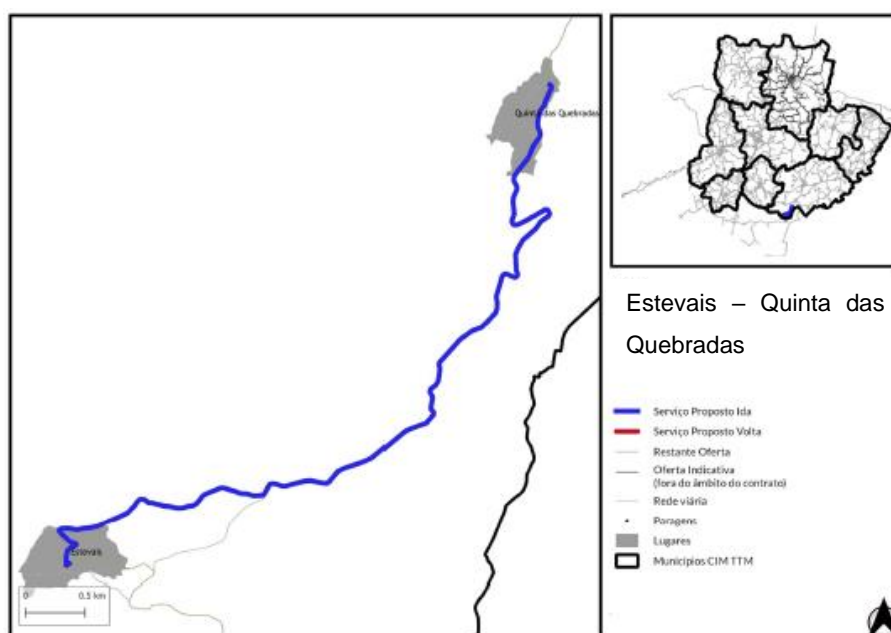 Quinta das Quebradas
Estevais
0 0.5 km
Estevais – Quinta das
Quebradas
Serviço Proposto Ida
Serviço Proposto Volta
Restante Oferta
Oferta Indicativa
(fora do âmbito do contrato)
Rede viária
Paragens
Lugares
Municípios CIM TTM